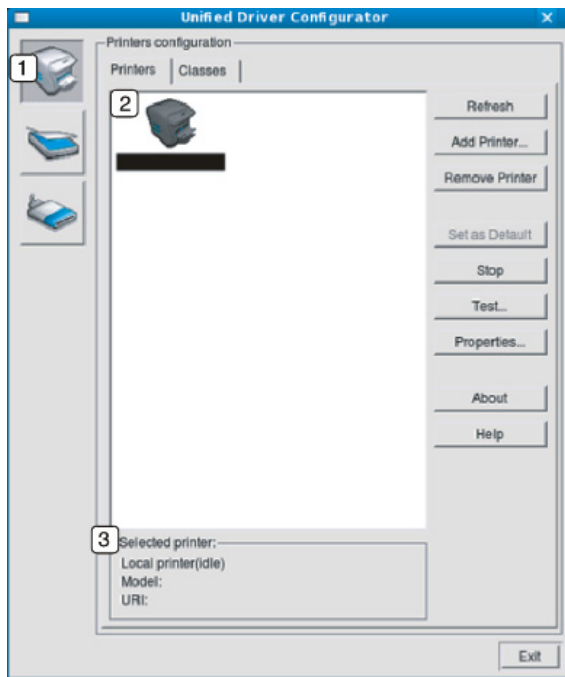 Unified Driver Configurator
Printers configuration
1
Printers
Classes
2
Refresh
Add Printer...
Remove Printer
Set as Default
Stop
Test...
Properties...
About
Help
3
Selected printer:
Local printer(idle)
Model:
URI:
Exit